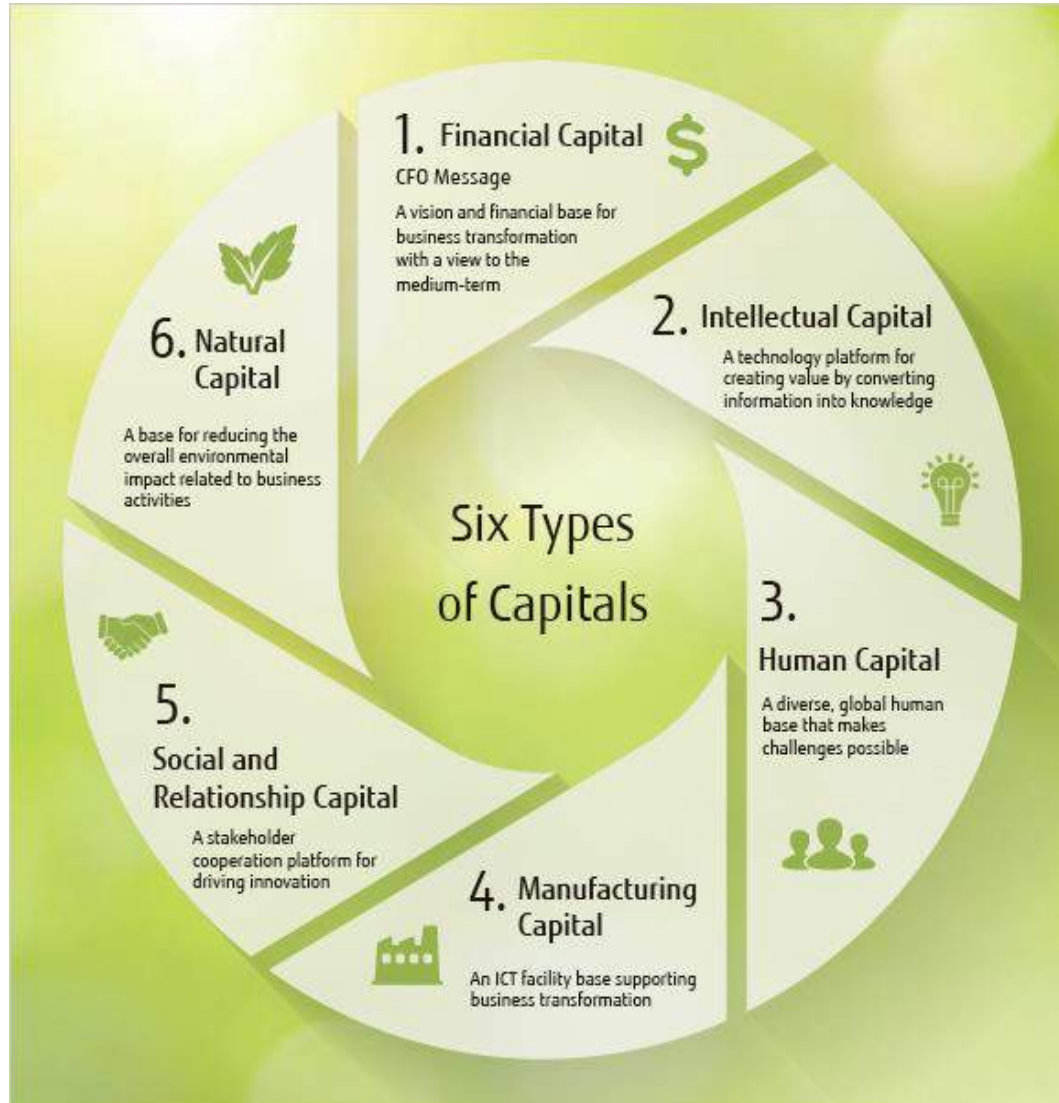 1. Financial Capital
CFO Message
A vision and financial base for
business transformation
with a view to the
medium-term
2. Intellectual Capital
A technology platform for
creating value by converting
information into knowledge
3.
Human Capital
A diverse, global human
base that makes
challenges possible
4. Manufacturing
Capital
An ICT facility base supporting
business transformation
5.
Social and
Relationship Capital
A stakeholder
cooperation platform for
driving innovation
6. Natural
Capital
A base for reducing the
overall environmental
impact related to business
activities
Six Types
of Capitals